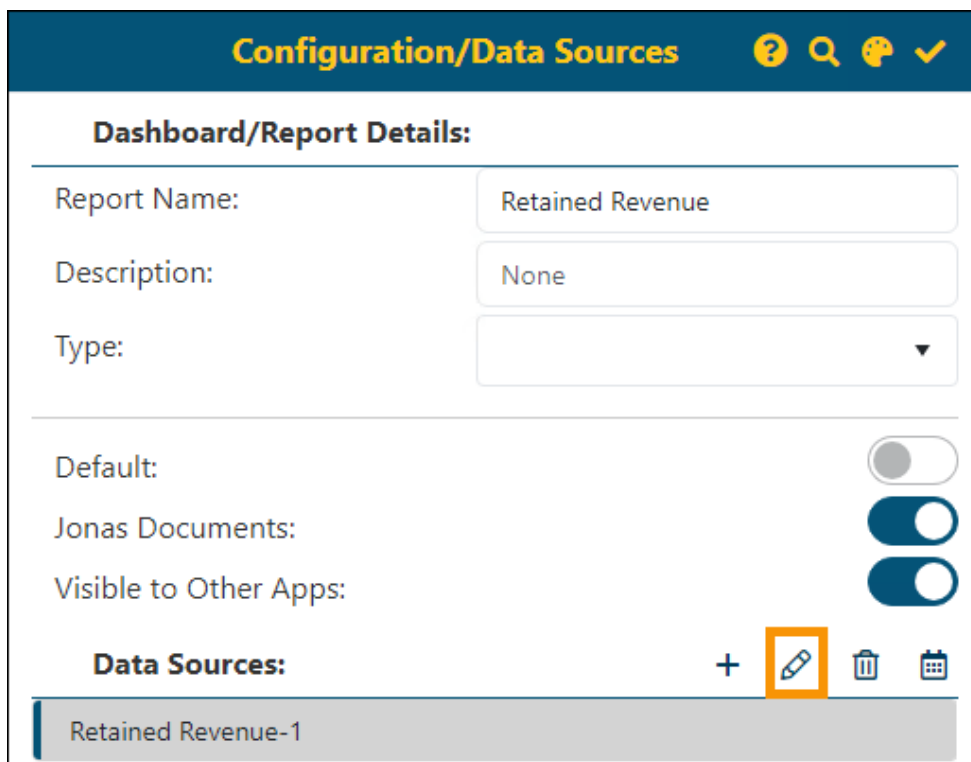 Configuration/Data Sources
Dashboard/Report Details:
Report Name: Retained Revenue
Description: None
Type:
Default:
Jonas Documents:
Visible to Other Apps:
Data Sources:
Retained Revenue-1